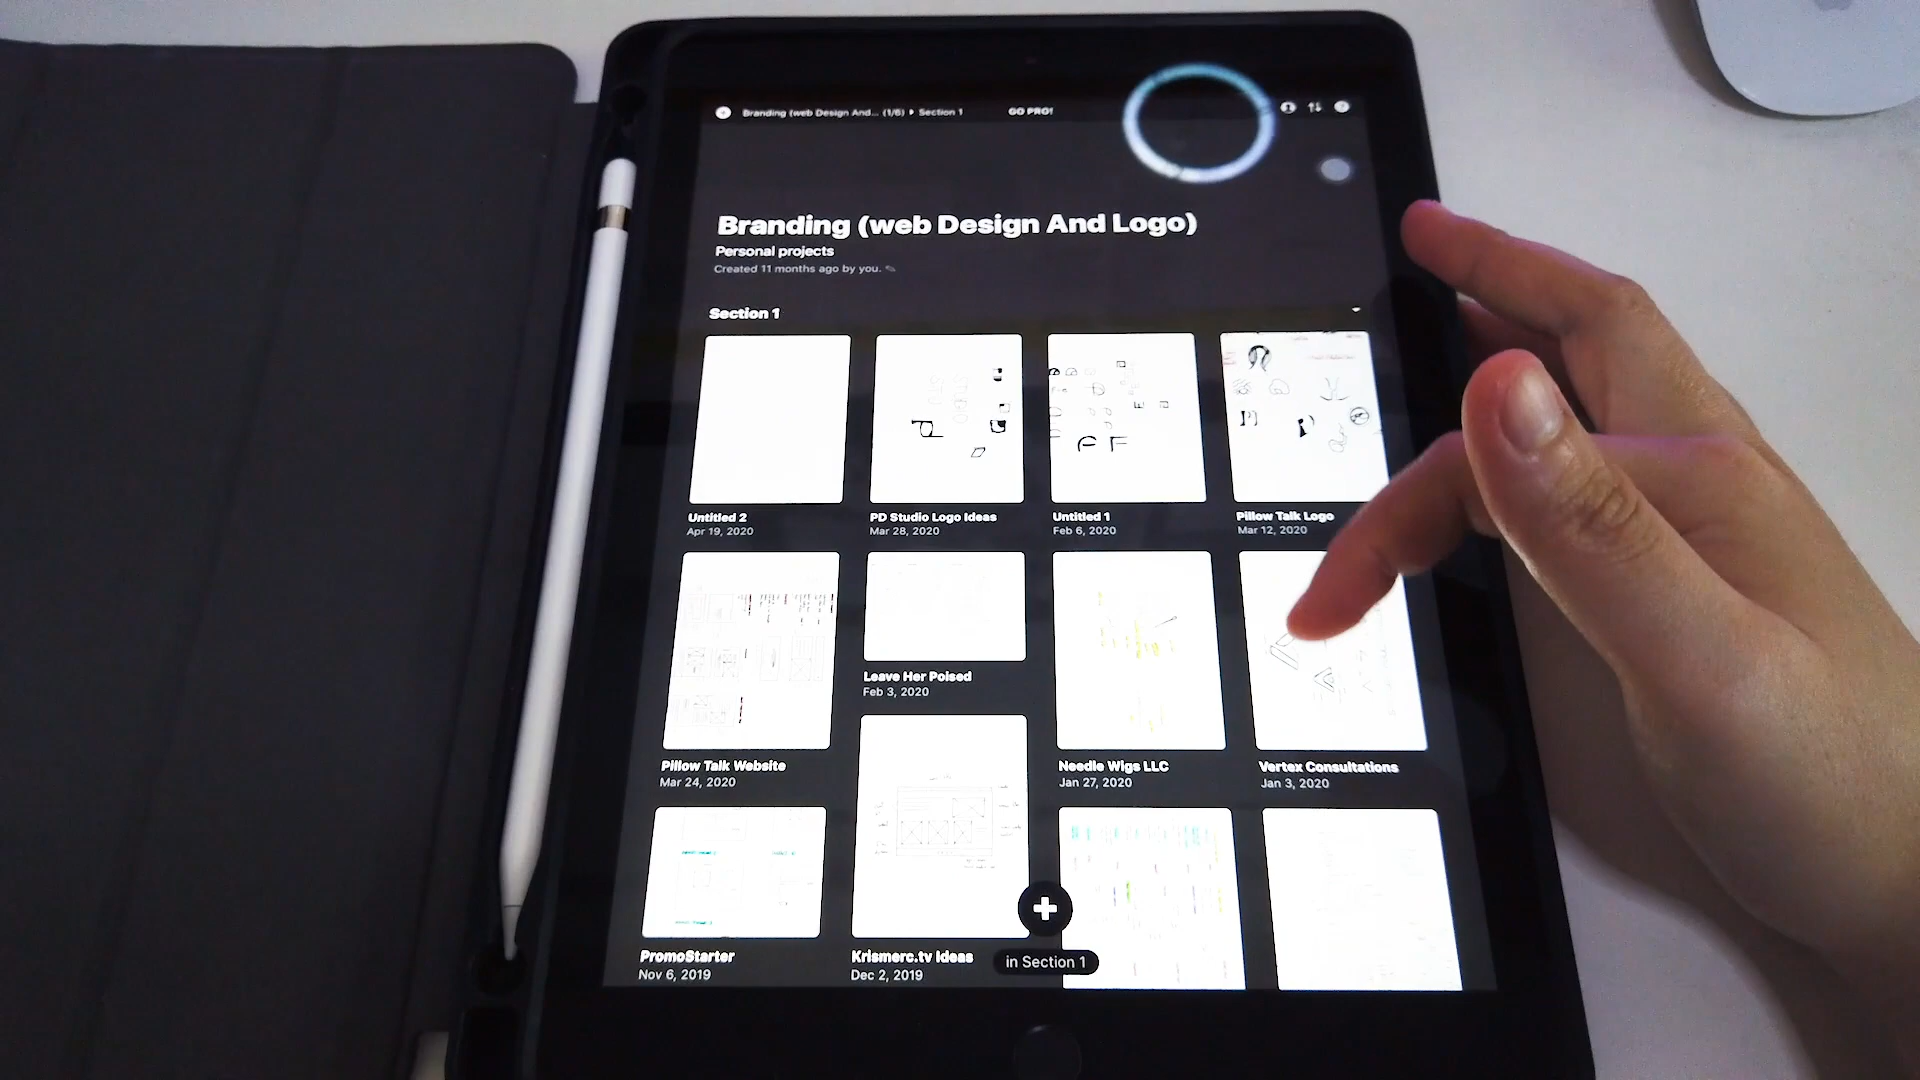 Branding (web Design And... (1/6) ▸ Section 1 GO PRO!
Branding (web Design And Logo)
Personal projects
Created 11 months ago by you.
Section 1
Untitled 2
Apr 19, 2020
PD Studio Logo Ideas
Mar 28, 2020
Untitled 1
Feb 6, 2020
Pillow Talk Logo
Mar 12, 2020
Pillow Talk Website
Mar 24, 2020
Leave Her Poised
Feb 3, 2020
Needle Wigs LLC
Jan 27, 2020
Vertex Consultations
Jan 3, 2020
PromoStarter
Nov 6, 2019
Krismerc.tv Ideas
Dec 2, 2019
in Section 1